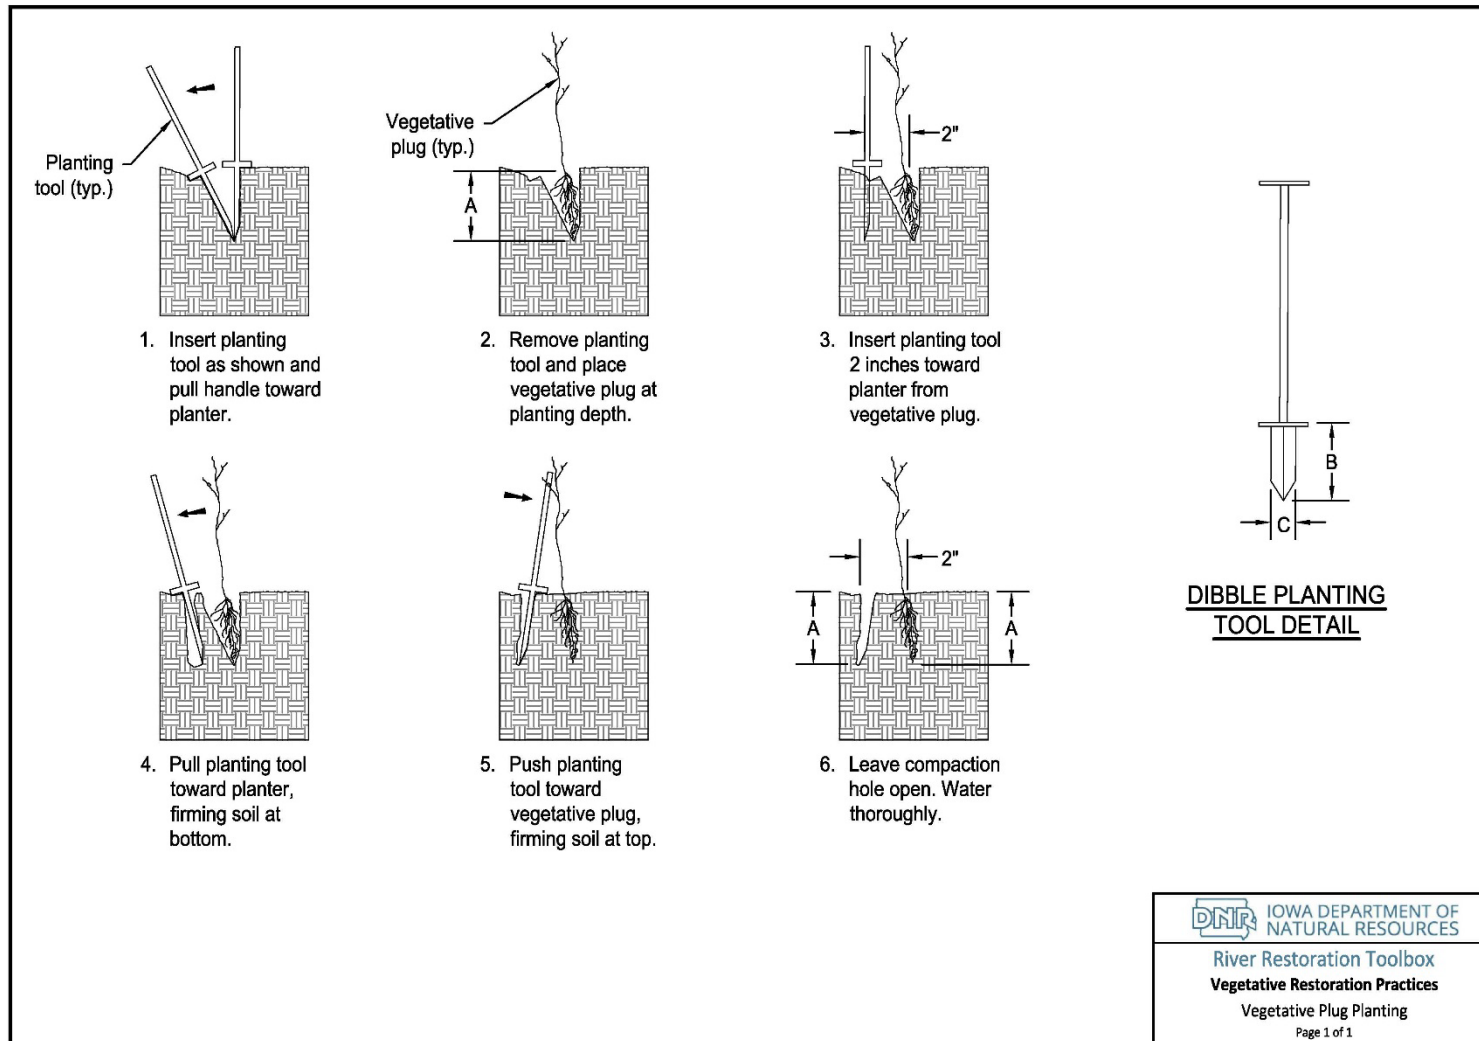 Planting
tool (typ.)
Vegetative
plug (typ.)
A
2"
1. Insert planting
tool as shown and
pull handle toward
planter.
2. Remove planting
tool and place
vegetative plug at
planting depth.
3. Insert planting tool
2 inches toward
planter from
vegetative plug.
4. Pull planting tool
toward planter,
firming soil at
bottom.
5. Push planting
tool toward
vegetative plug,
firming soil at top.
2"
A
A
6. Leave compaction
hole open. Water
thoroughly.
B
C
DIBBLE PLANTING
TOOL DETAIL
DNR
IOWA DEPARTMENT OF
NATURAL RESOURCES
River Restoration Toolbox
Vegetative Restoration Practices
Vegetative Plug Planting
Page 1 of 1